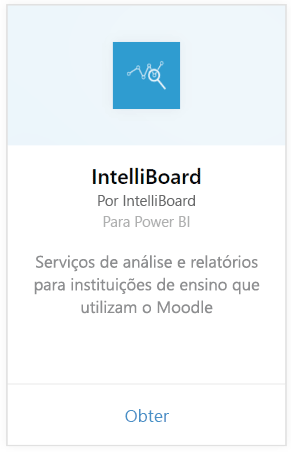 IntelliBoard
Por IntelliBoard
Para Power BI
Serviços de análise e relatórios
para instituições de ensino que
utilizam o Moodle
Obter